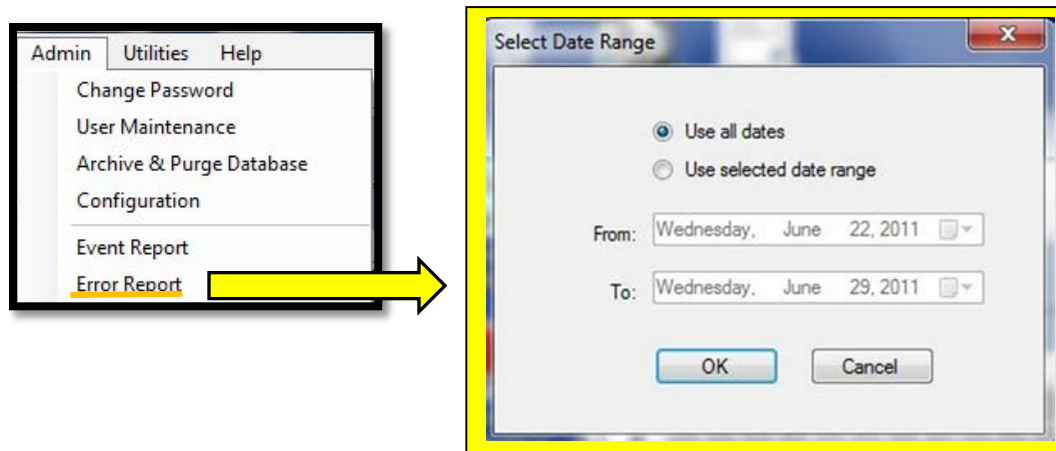 Admin Utilities Help
Change Password
User Maintenance
Archive & Purge Database
Configuration
Event Report
Error Report
Select Date Range
Use all dates
Use selected date range
From: Wednesday, June 22, 2011
To: Wednesday, June 29, 2011
OK Cancel